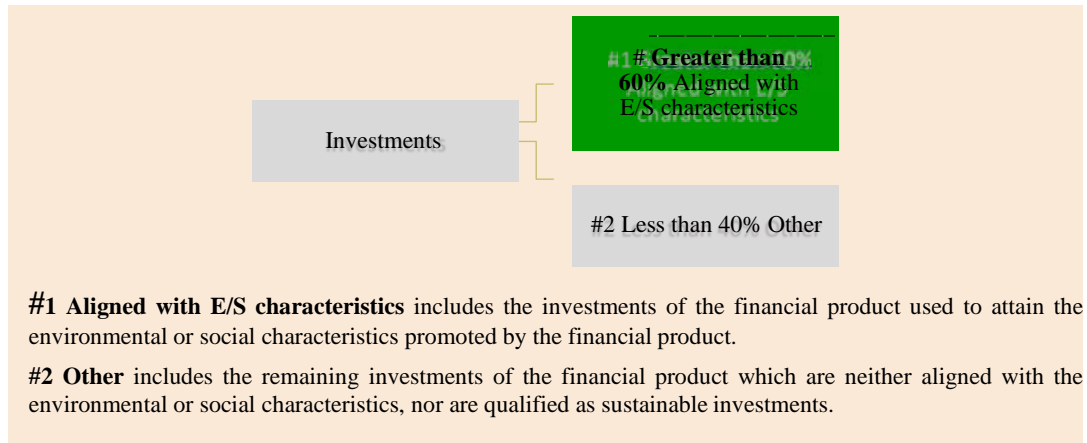 # Greater than
60% Aligned with
E/S characteristics
Investments
#2 Less than 40% Other
#1 Aligned with E/S characteristics includes the investments of the financial product used to attain the
environmental or social characteristics promoted by the financial product.
#2 Other includes the remaining investments of the financial product which are neither aligned with the
environmental or social characteristics, nor are qualified as sustainable investments.